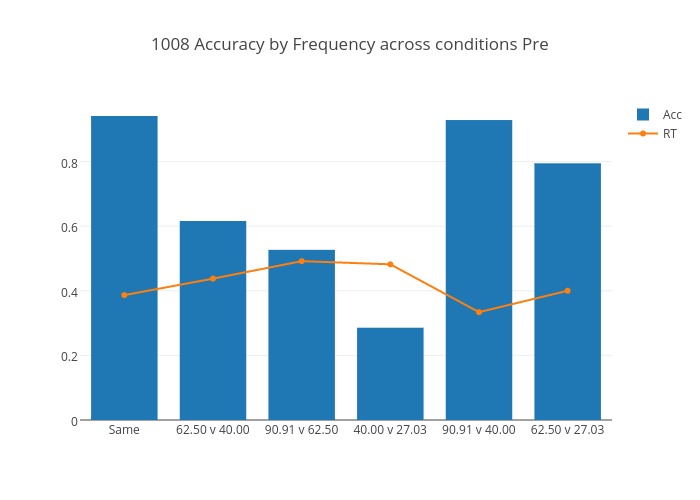 1008 Accuracy by Frequency across conditions Pre
Acc
RT
0.8
0.6
0.4
0.2
0
Same 62.50 v 40.00 90.91 v 62.50 40.00 v 27.03 90.91 v 40.00 62.50 v 27.03